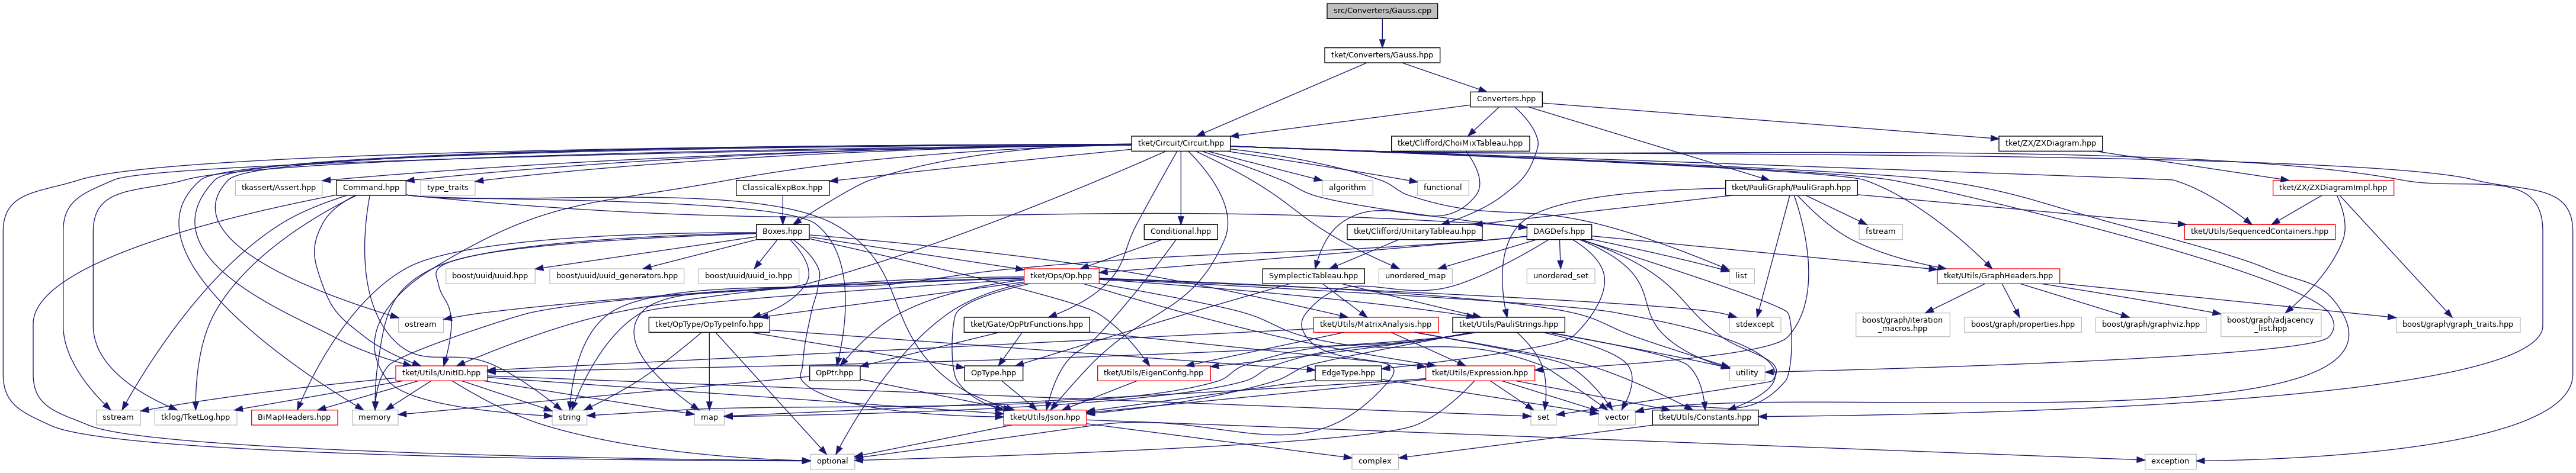 src/Converters/Gauss.cpp
tket/Converters/Gauss.hpp
Converters.hpp
tket/Circuit/Circuit.hpp
tket/Clifford/ChoiMixTableau.hpp
tket/ZX/ZXDiagram.hpp
tkassert/Assert.hpp
Command.hpp
type_traits
ClassicalExpBox.hpp
algorithm
functional
tket/PauliGraph/PauliGraph.hpp
tket/ZX/ZXDiagramImpl.hpp
Boxes.hpp
Conditional.hpp
tket/Clifford/UnitaryTableau.hpp
DAGDefs.hpp
fstream
tket/Utils/SequencedContainers.hpp
boost/uuid/uuid.hpp
boost/uuid/uuid_generators.hpp
boost/uuid/uuid_io.hpp
tket/Ops/Op.hpp
SymplecticTableau.hpp
unordered_map
unordered_set
list
tket/Utils/GraphHeaders.hpp
ostream
tket/OpType/OpTypeInfo.hpp
tket/Gate/OpPtrFunctions.hpp
tket/Utils/MatrixAnalysis.hpp
tket/Utils/PauliStrings.hpp
stdexcept
boost/graph/iteration
_macros.hpp
boost/graph/properties.hpp
boost/graph/graphviz.hpp
boost/graph/adjacency
_list.hpp
boost/graph/graph_traits.hpp
tket/Utils/UnitID.hpp
OpPtr.hpp
OpType.hpp
tket/Utils/EigenConfig.hpp
EdgeType.hpp
tket/Utils/Expression.hpp
utility
sstream
tklog/TketLog.hpp
BiMapHeaders.hpp
memory
string
map
tket/Utils/Json.hpp
set
vector
tket/Utils/Constants.hpp
optional
complex
exception